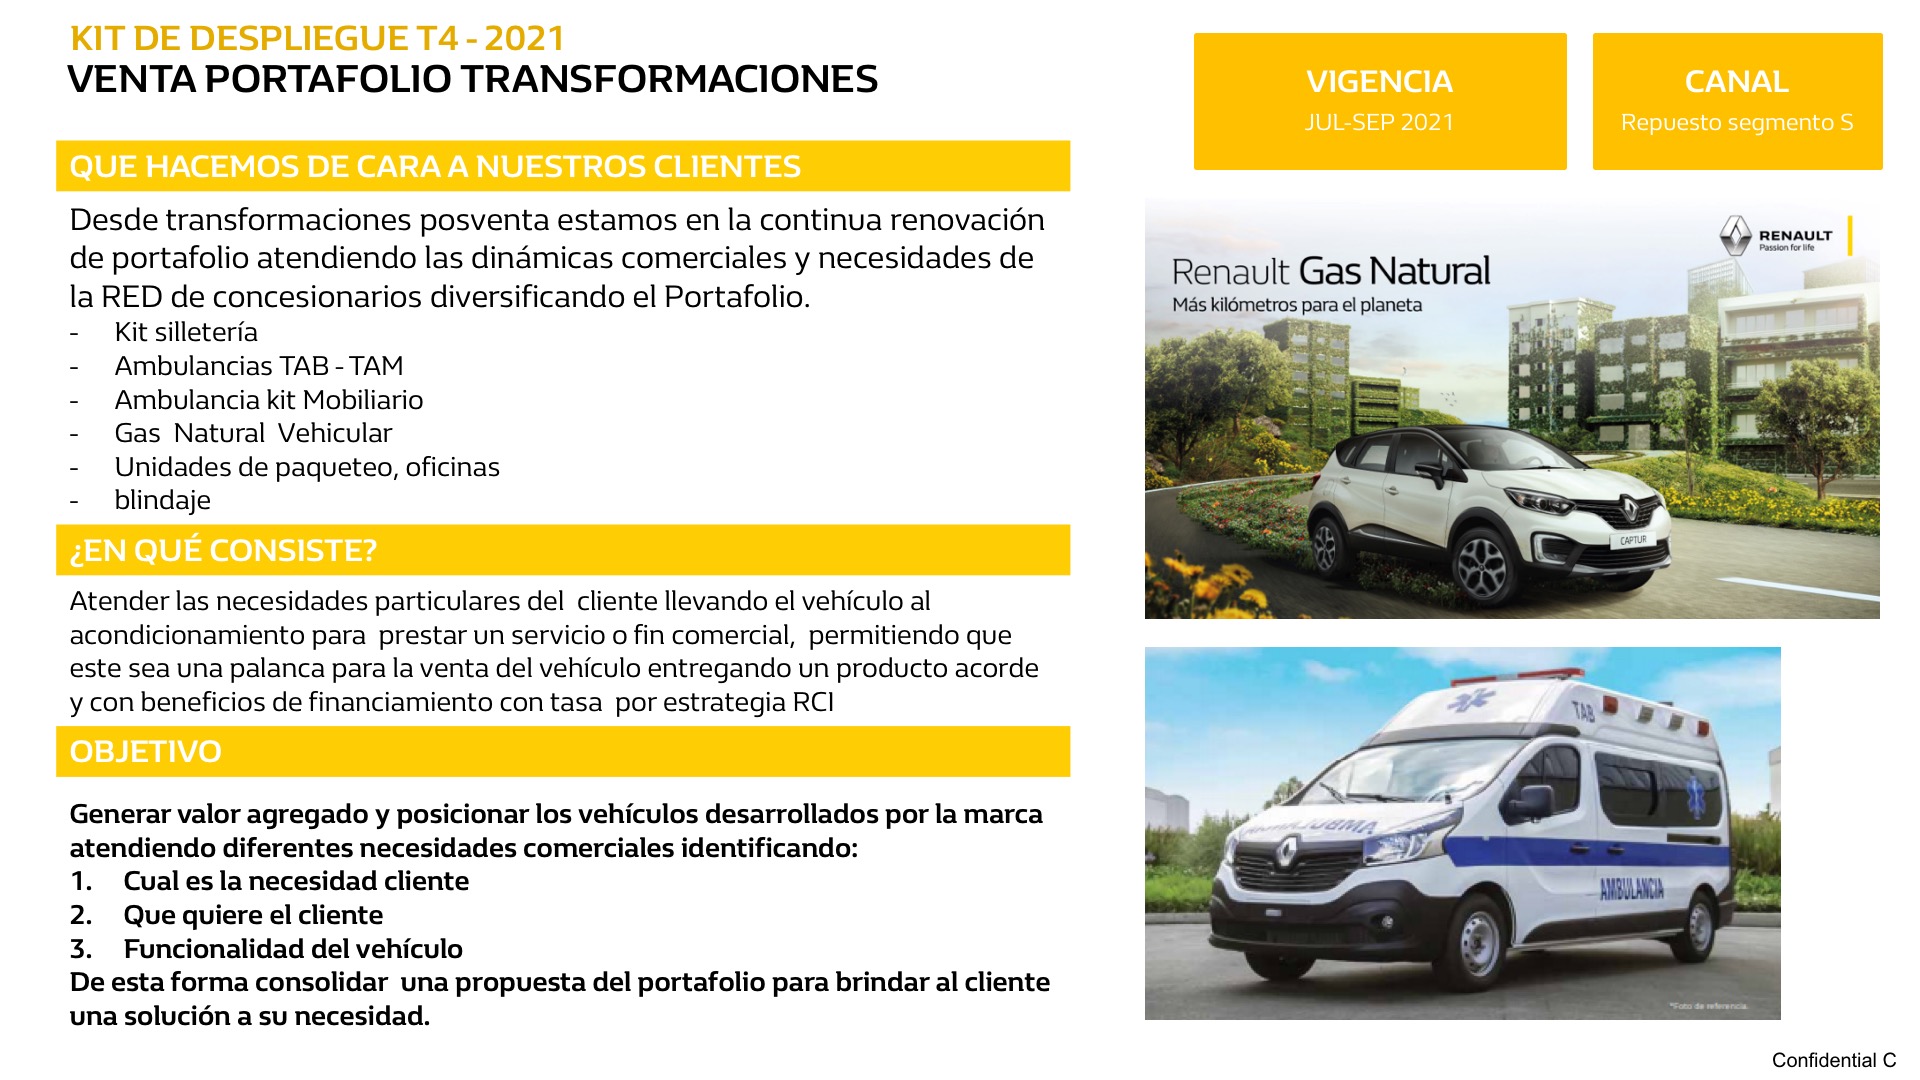 KIT DE DESPLIEGUE T4 - 2021
VENTA PORTAFOLIO TRANSFORMACIONES
VIGENCIA
JUL-SEP 2021
CANAL
Repuesto segmento S
QUE HACEMOS DE CARA A NUESTROS CLIENTES
Desde transformaciones posventa estamos en la continua renovación
de portafolio atendiendo las dinámicas comerciales y necesidades de
la RED de concesionarios diversificando el Portafolio.
- Kit silletería
- Ambulancias TAB - TAM
- Ambulancia kit Mobiliario
- Gas Natural Vehicular
- Unidades de paqueteo, oficinas
- blindaje
¿EN QUÉ CONSISTE?
Atender las necesidades particulares del cliente llevando el vehículo al
acondicionamiento para prestar un servicio o fin comercial, permitiendo que
este sea una palanca para la venta del vehículo entregando un producto acorde
y con beneficios de financiamiento con tasa por estrategia RCI
OBJETIVO
Generar valor agregado y posicionar los vehículos desarrollados por la marca
atendiendo diferentes necesidades comerciales identificando:
1. Cual es la necesidad cliente
2. Que quiere el cliente
3. Funcionalidad del vehículo
De esta forma consolidar una propuesta del portafolio para brindar al cliente
una solución a su necesidad.
RENAULT
Passion for life
Renault Gas Natural
Más kilómetros para el planeta
CAPTUR
TAB
AMBULANCIA
*Foto de referencia.
Confidential C